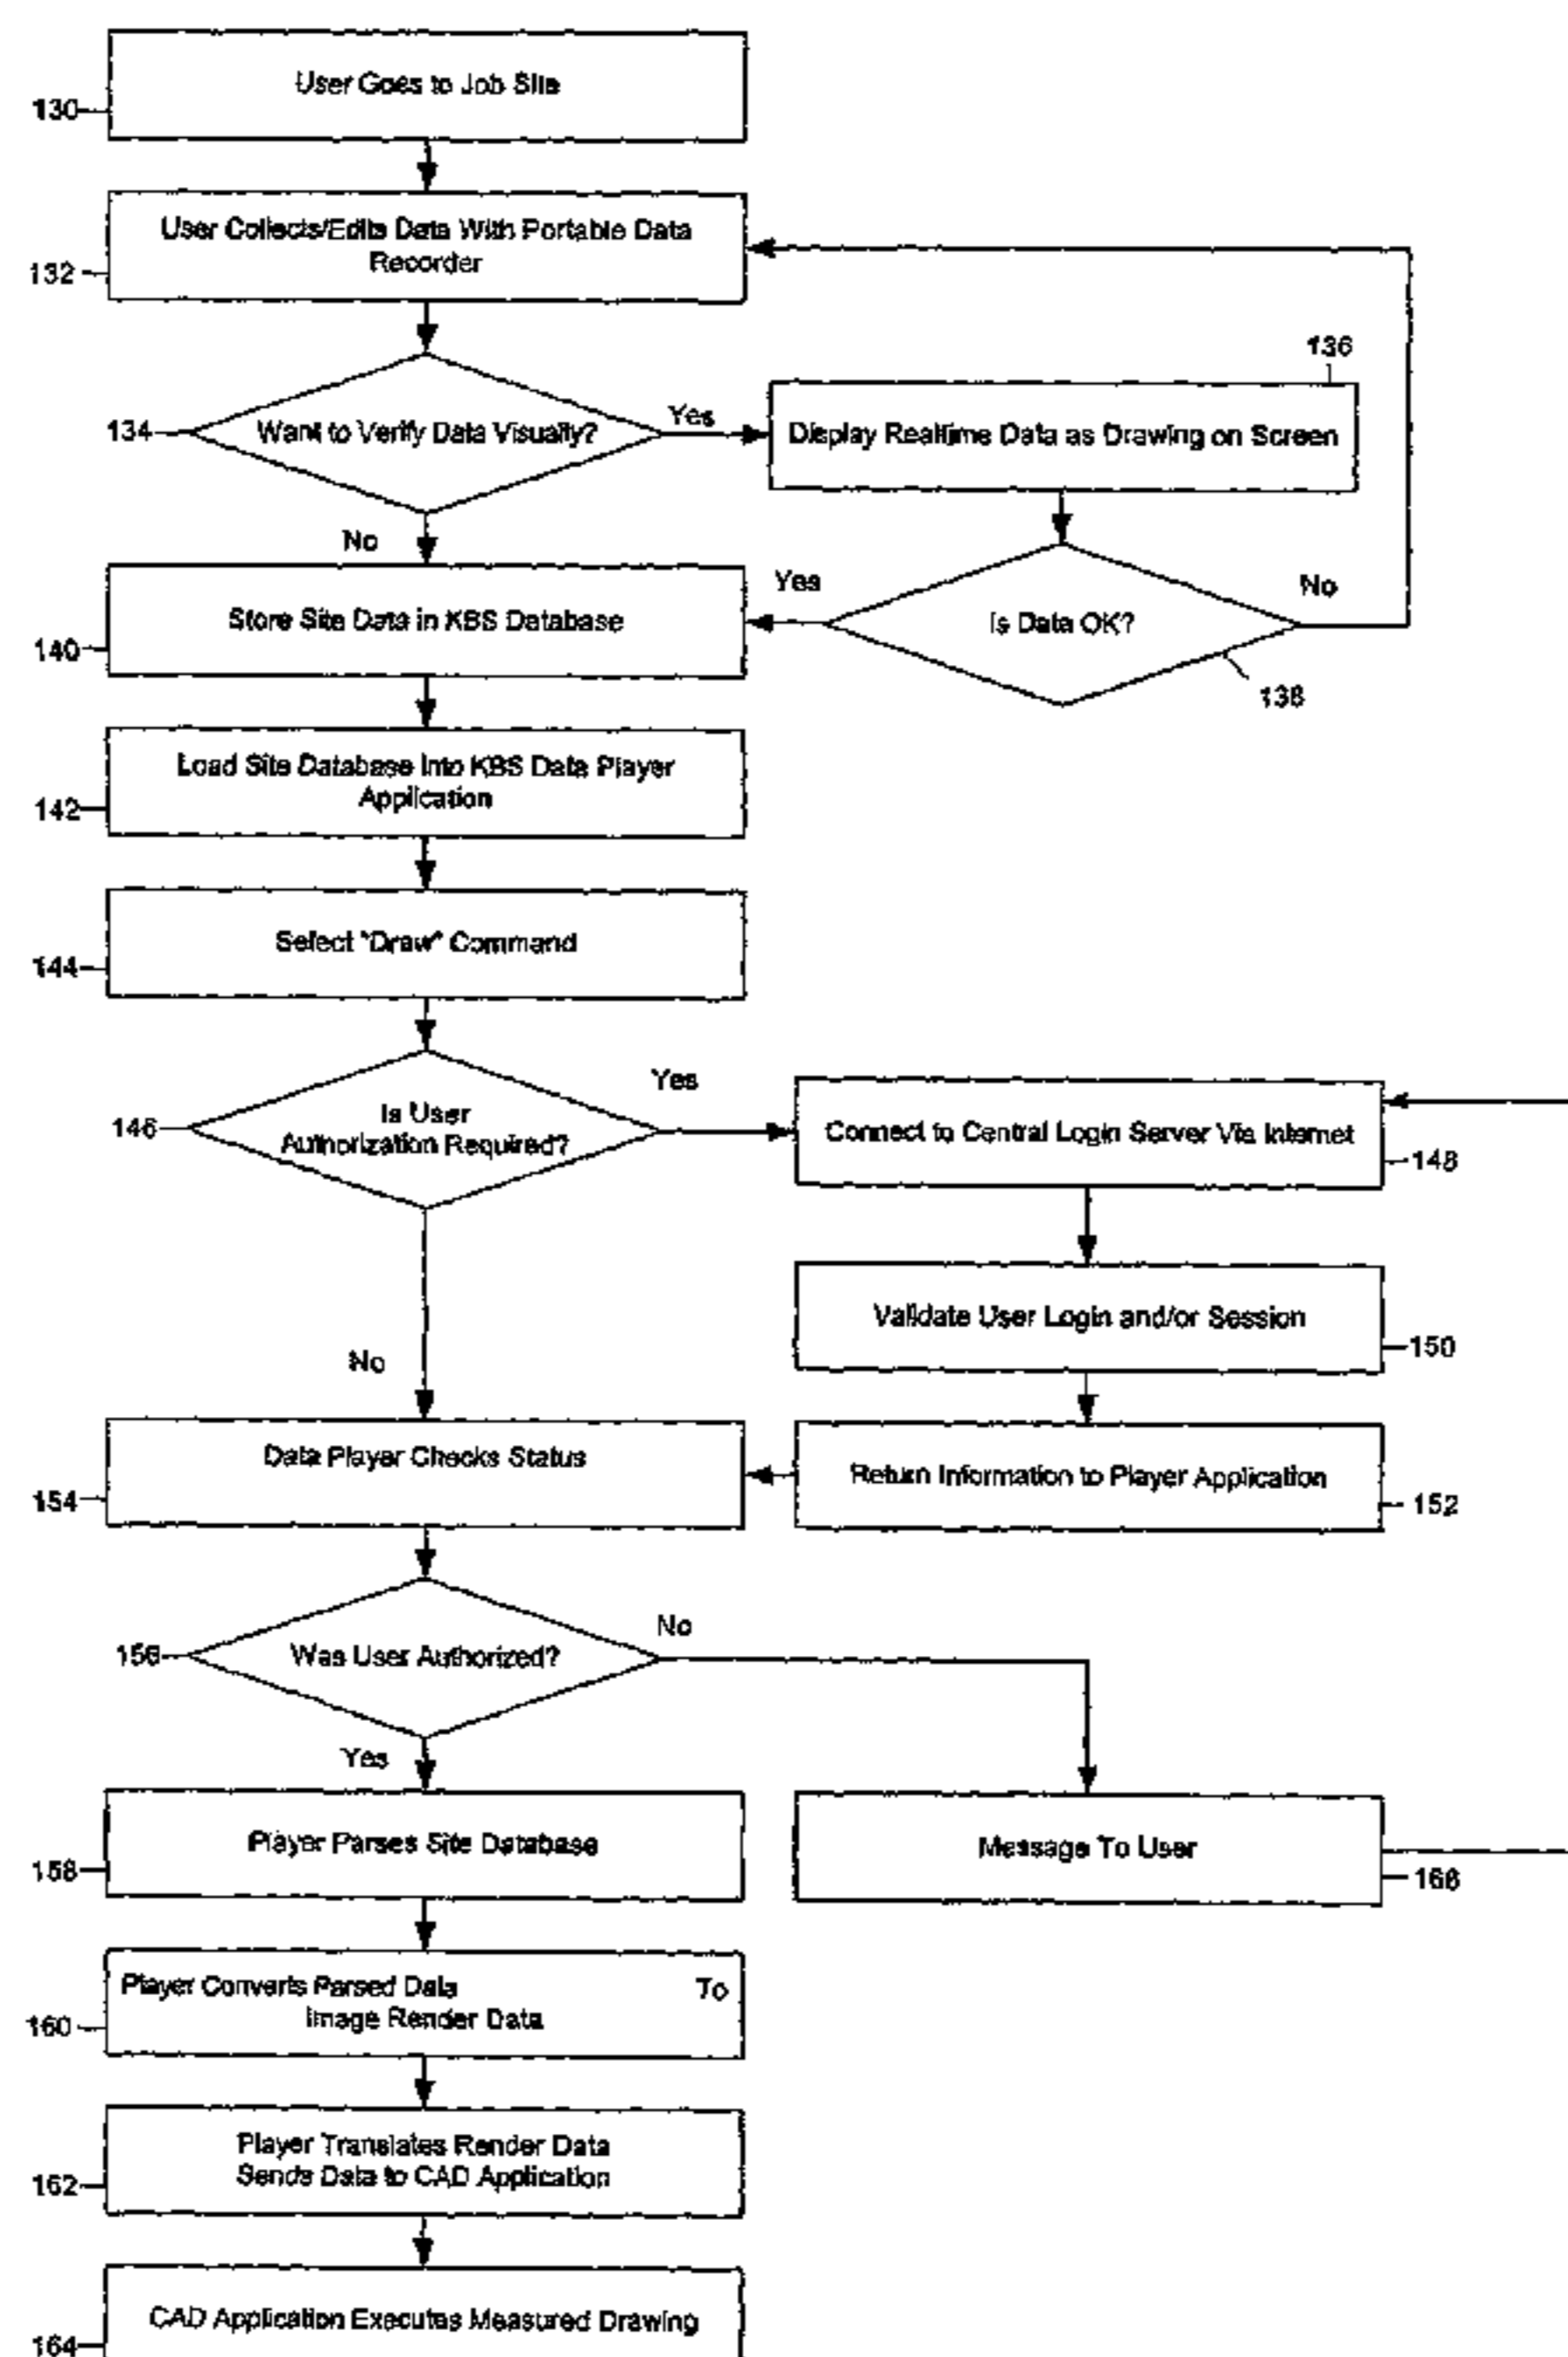 User Goes to Job Site
130
User Collects/Edits Data With Portable Data
Recorder
132
136
134
Want to Verify Data Visually?
Yes
Display Realtime Data as Drawing on Screen
No
Yes
No
Store Site Data in KBS Database
Is Data OK?
140
138
Load Site Database Into KBS Data Player
Application
142
Select "Draw" Command
144
Yes
146
Is User
Authorization Required?
Connect to Central Login Server Via Internet
148
Validate User Login and/or Session
150
No
Data Player Checks Status
Return Information to Player Application
154
152
No
156
Was User Authorized?
Yes
Player Parses Site Database
Message To User
158
166
Player Converts Parsed Data To
Image Render Data
160
Player Translates Render Data
Sends Data to CAD Application
162
CAD Application Executes Measured Drawing
164